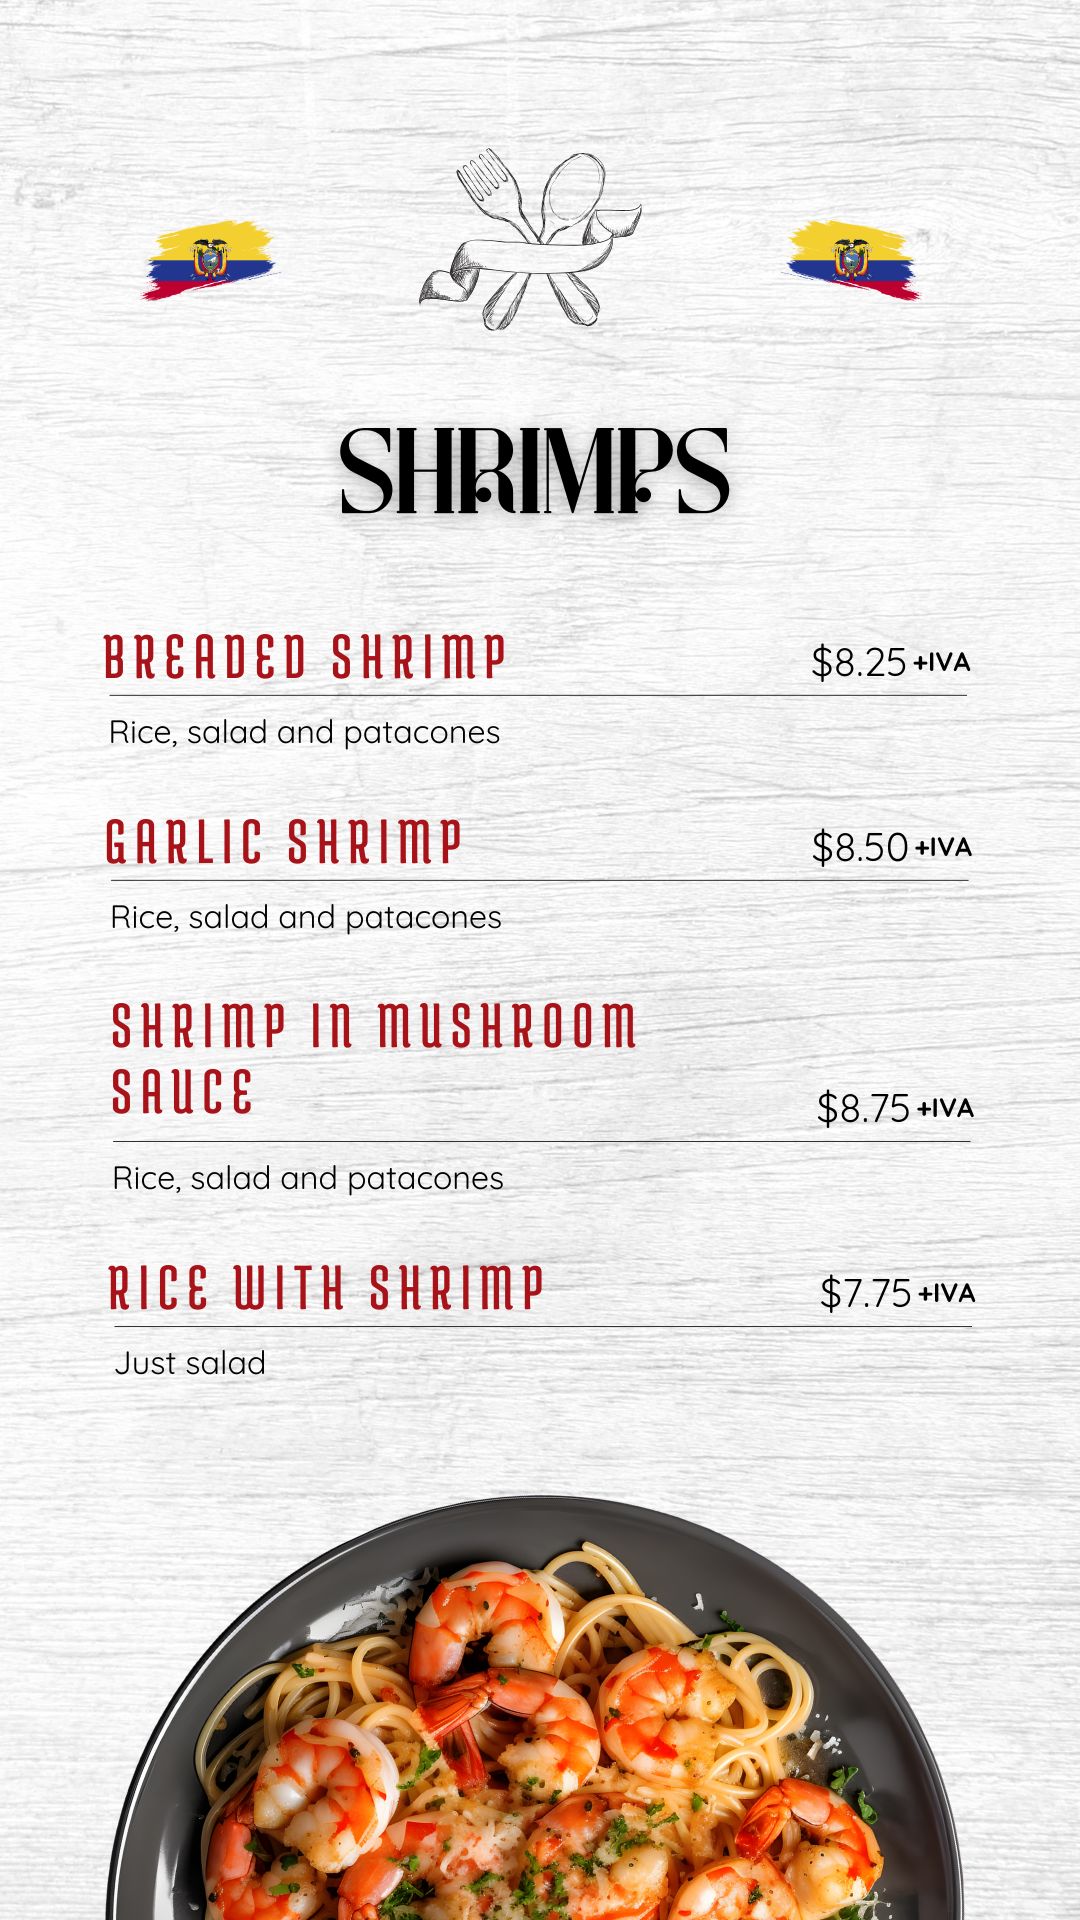 SHRIMPS
BREADED SHRIMP
$8.25 +IVA
Rice, salad and patacones
GARLIC SHRIMP
$8.50 +IVA
Rice, salad and patacones
SHRIMP IN MUSHROOM
SAUCE
$8.75 +IVA
Rice, salad and patacones
RICE WITH SHRIMP
$7.75 +IVA
Just salad